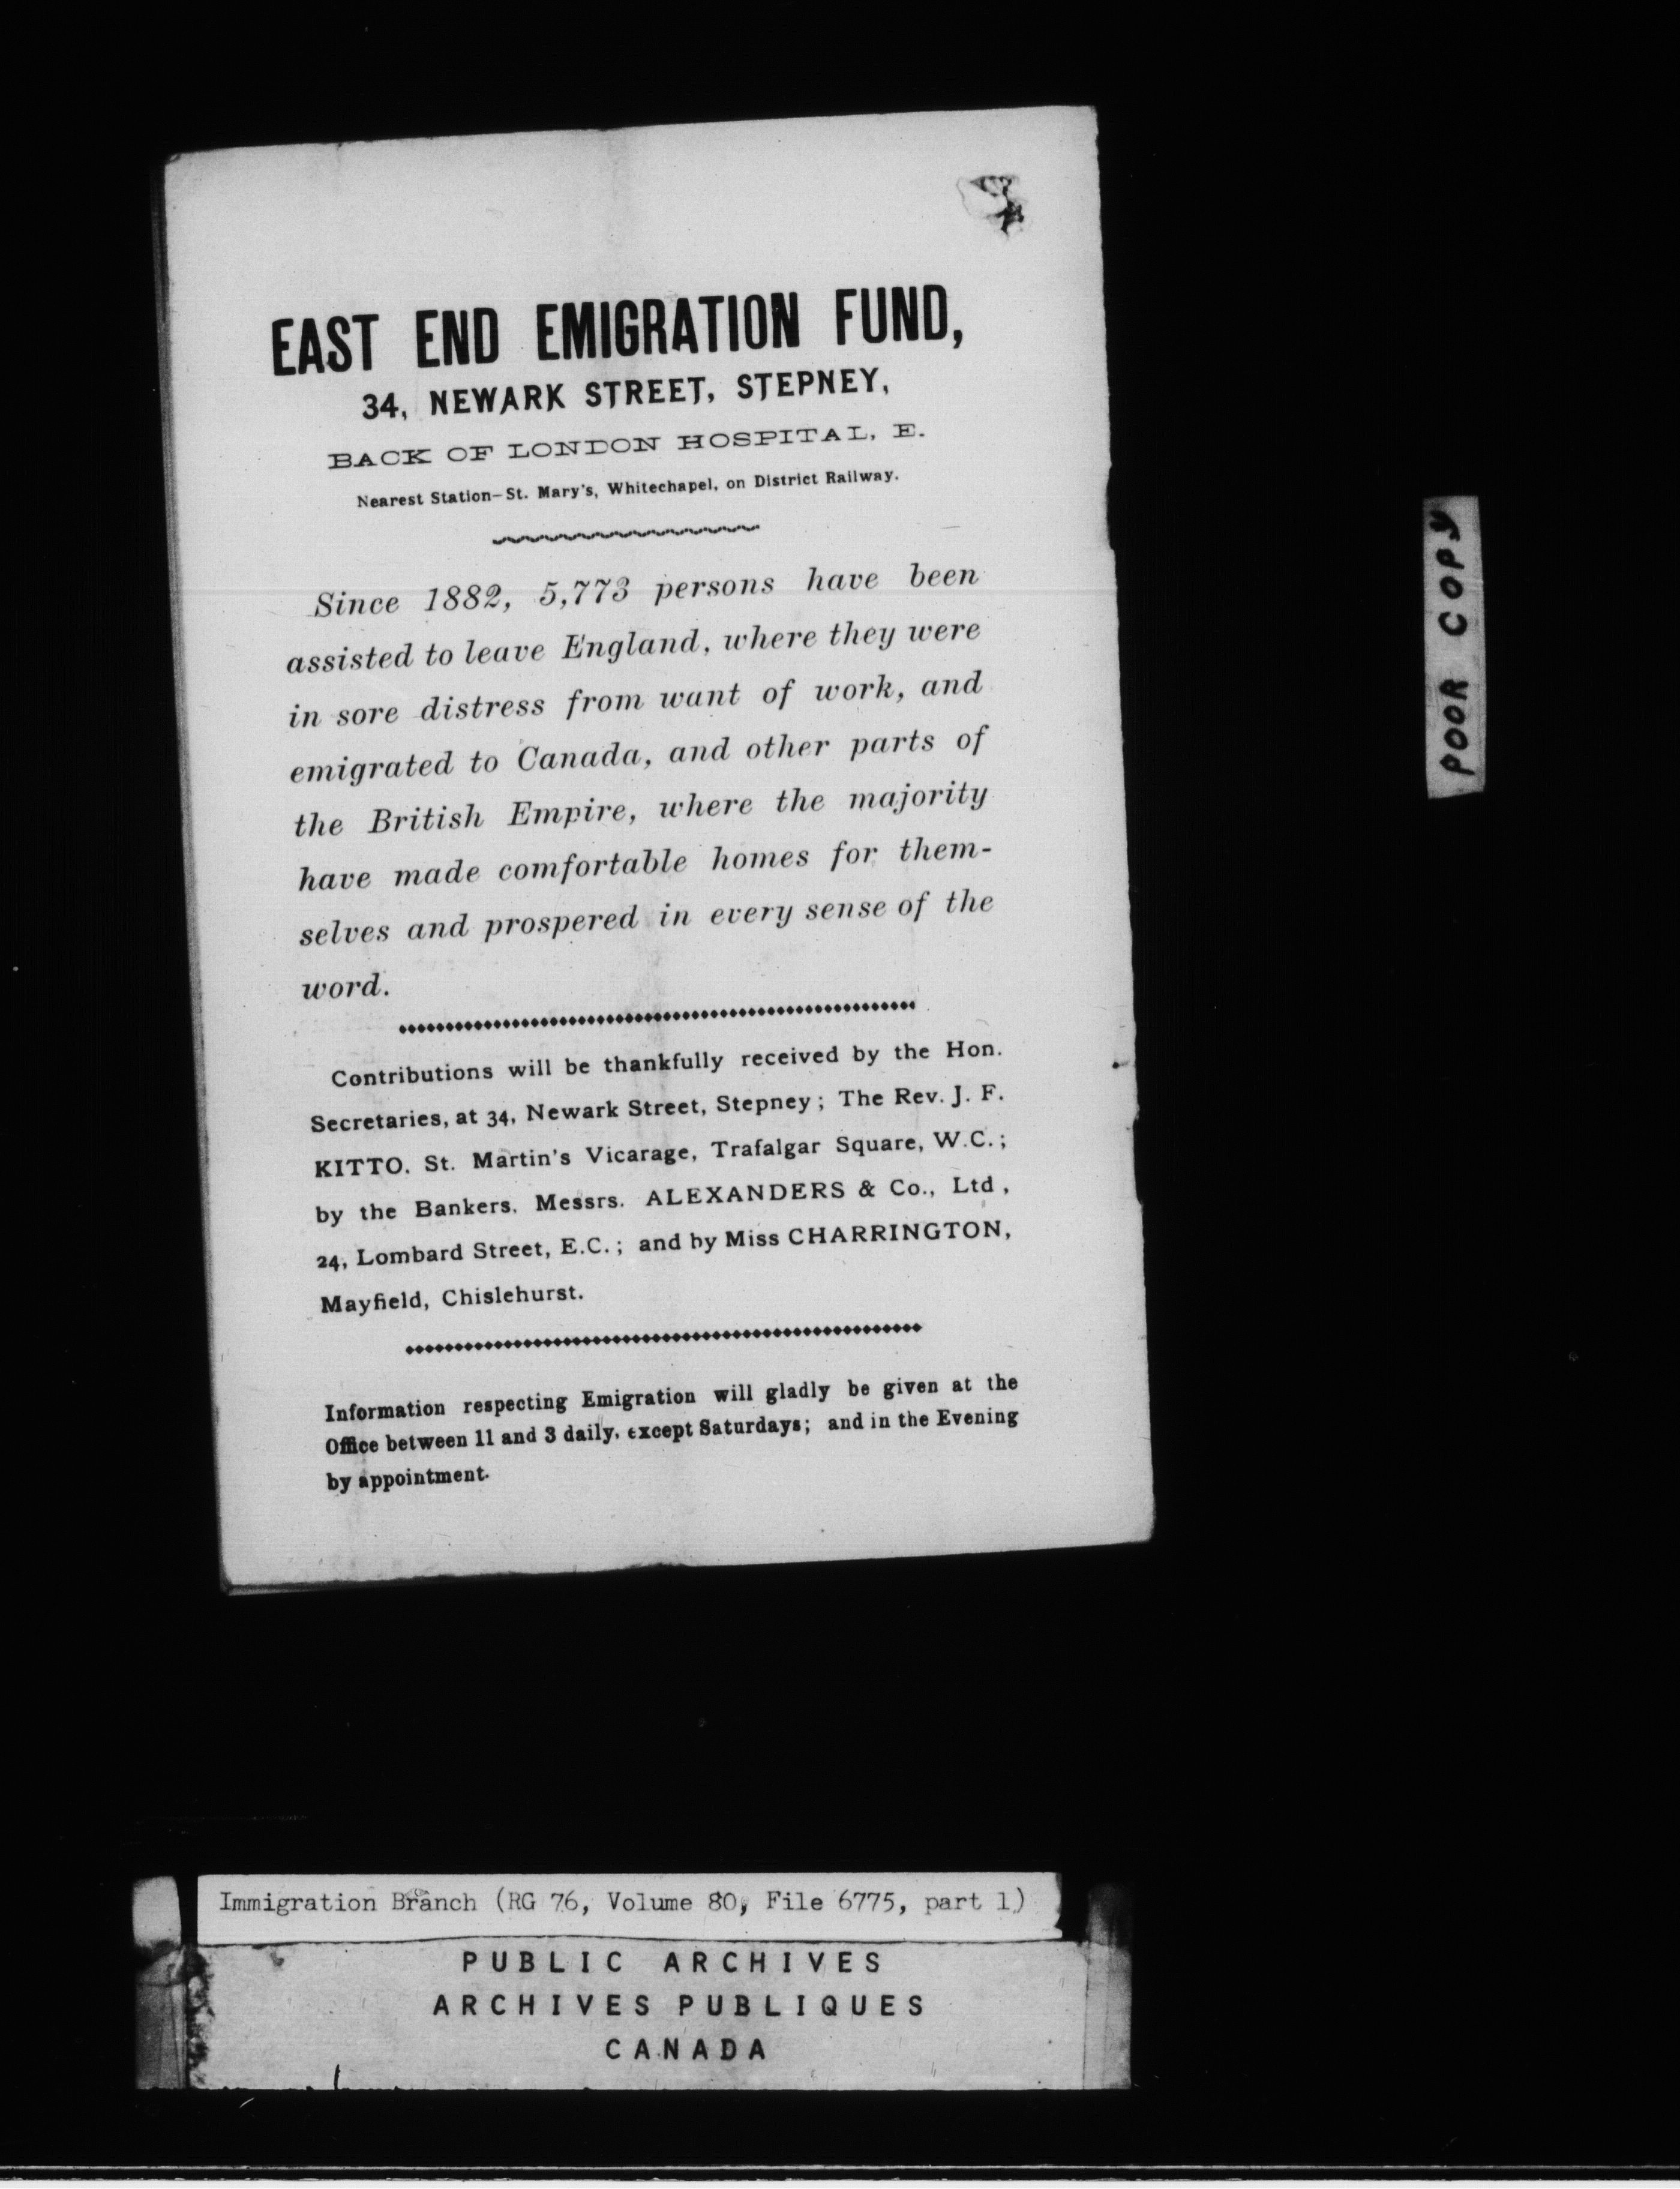 EAST END EMIGRATION FUND,
34, NEWARK STREET, STEPNEY,
BACK OF LONDON HOSPITAL, E.
Nearest Station-St. Mary's, Whitechapel, on District Railway.
Since 1882, 5,773 persons have been
assisted to leave England, where they were
in sore distress from want of work, and
emigrated to Canada, and other parts of
the British Empire, where the majority
have made comfortable homes for them-
selves and prospered in every sense of the
word.
Contributions will be thankfully received by the Hon.
Secretaries, at 34, Newark Street, Stepney; The Rev. J. F.
KITTO. St. Martin's Vicarage, Trafalgar Square, W.C.;
by the Bankers. Messrs. ALEXANDERS & Co., Ltd,
24, Lombard Street, E.C.; and by Miss CHARRINGTON,
Mayfield, Chislehurst.
Information respecting Emigration will gladly be given at the
Office between 11 and 3 daily, except Saturdays; and in the Evening
by appointment.
POOR COPY
Immigration Branch (RG 76, Volume 80, File 6775, part 1)
PUBLIC ARCHIVES
ARCHIVES PUBLIQUES
CANADA